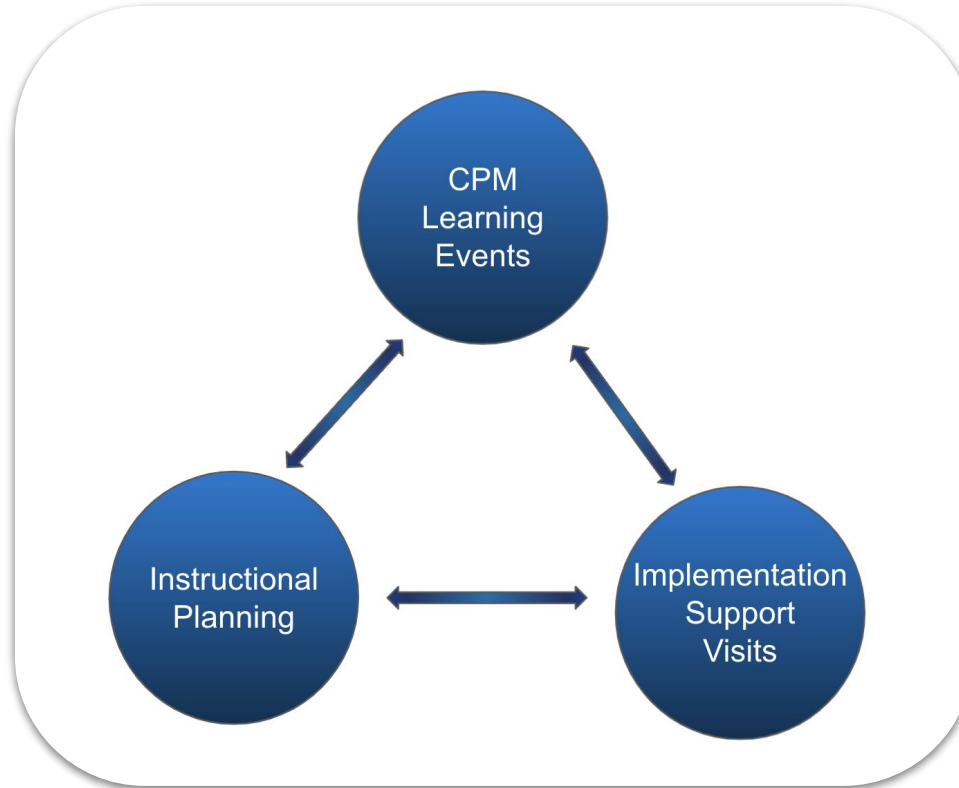 CPM
Learning
Events
Instructional
Planning
Implementation
Support
Visits